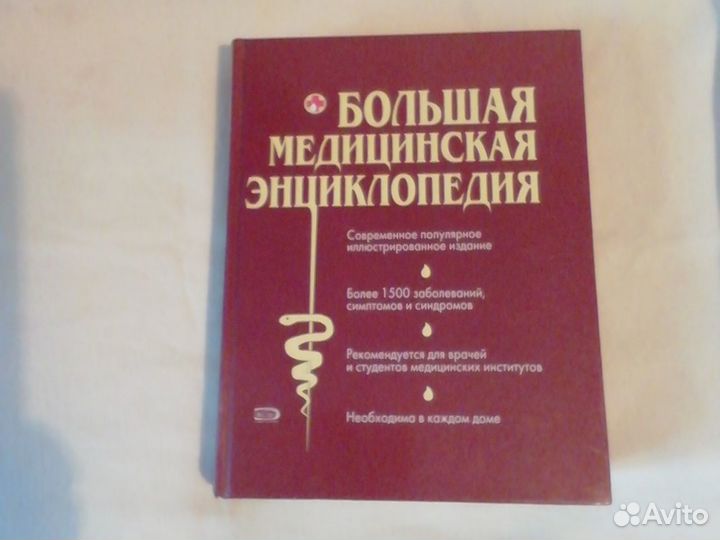 БОЛЬШАЯ
МЕДИЦИНСКАЯ
ЭНЦИКЛОПЕДИЯ
Современное популярное
иллюстрированное издание
Более 1500 заболеваний,
симптомов и синдромов
Рекомендуется для врачей
и студентов медицинских институтов
Необходима в каждом доме
Avito